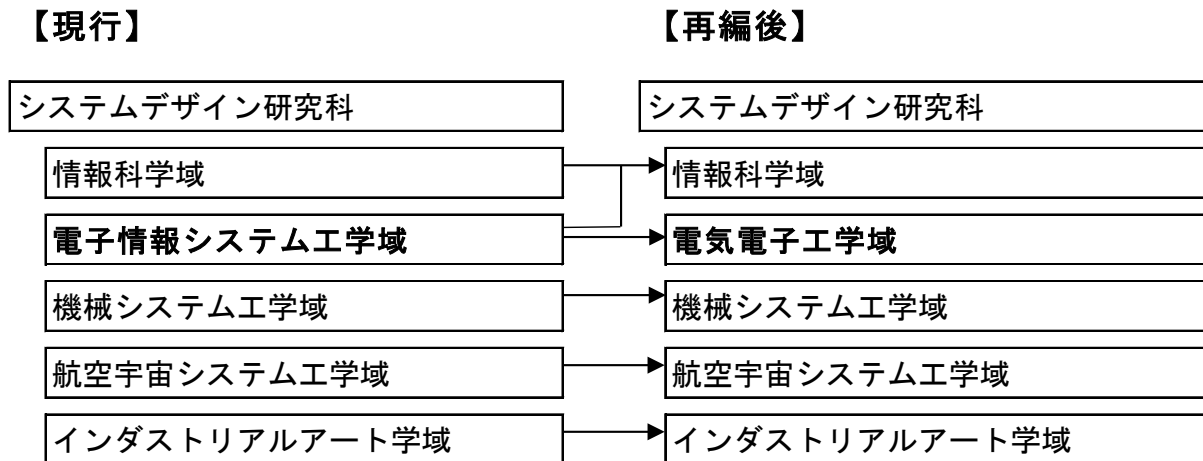 【現行】 【再編後】
システムデザイン研究科 システムデザイン研究科
情報科学域 情報科学域
電子情報システム工学域 電気電子工学域
機械システム工学域 機械システム工学域
航空宇宙システム工学域 航空宇宙システム工学域
インダストリアルアート学域 インダストリアルアート学域